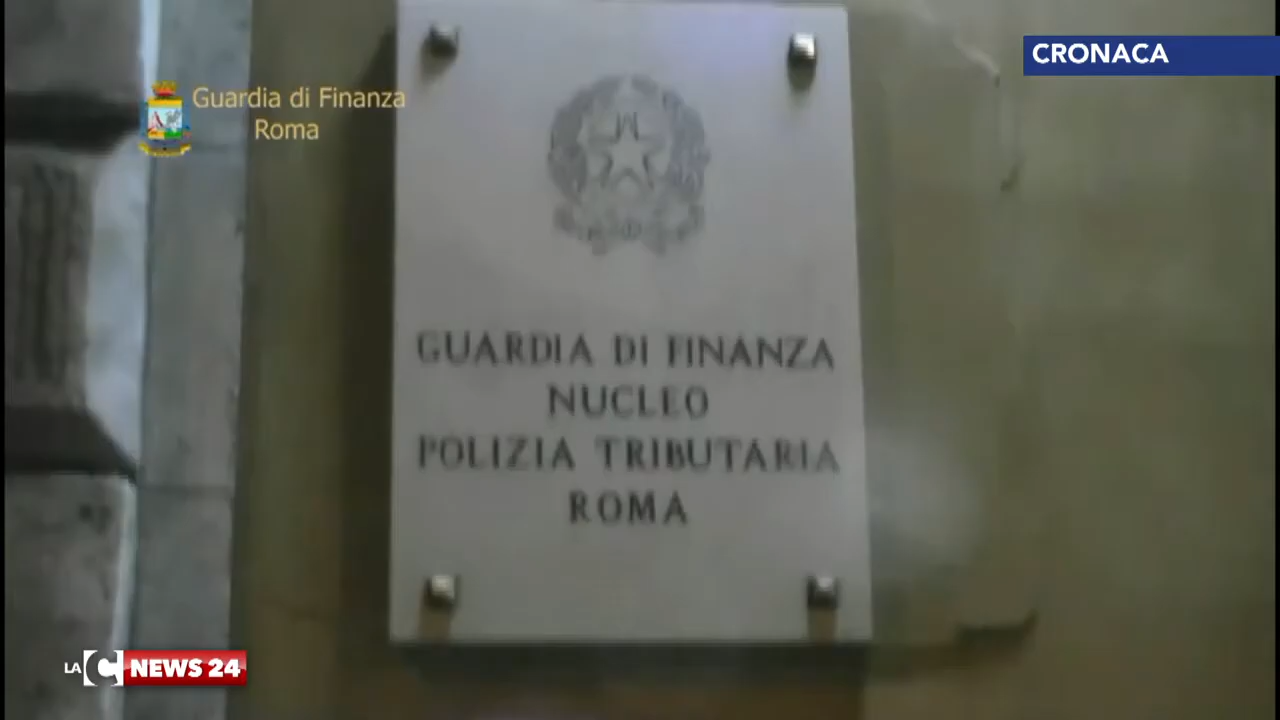 CRONACA
Guardia di Finanza
Roma
GUARDIA DI FINANZA
NUCLEO
POLIZIA TRIBUTARIA
ROMA
LA C NEWS 24